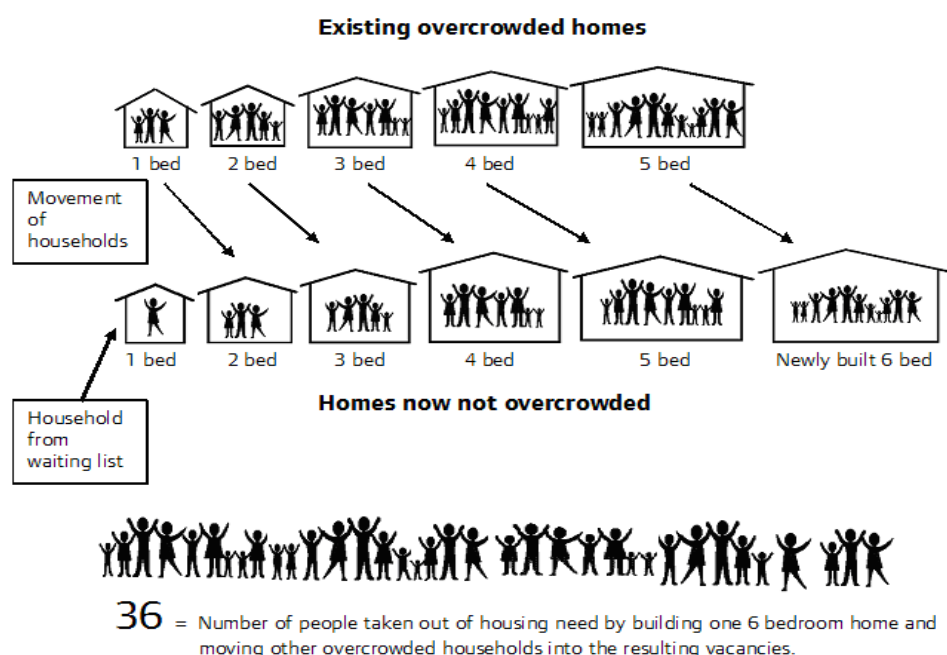 Existing overcrowded homes
1 bed
2 bed
3 bed
4 bed
5 bed
Movement
of
households
1 bed
2 bed
3 bed
4 bed
5 bed
Newly built 6 bed
Homes now not overcrowded
Household
from
waiting list
36 = Number of people taken out of housing need by building one 6 bedroom home and
moving other overcrowded households into the resulting vacancies.